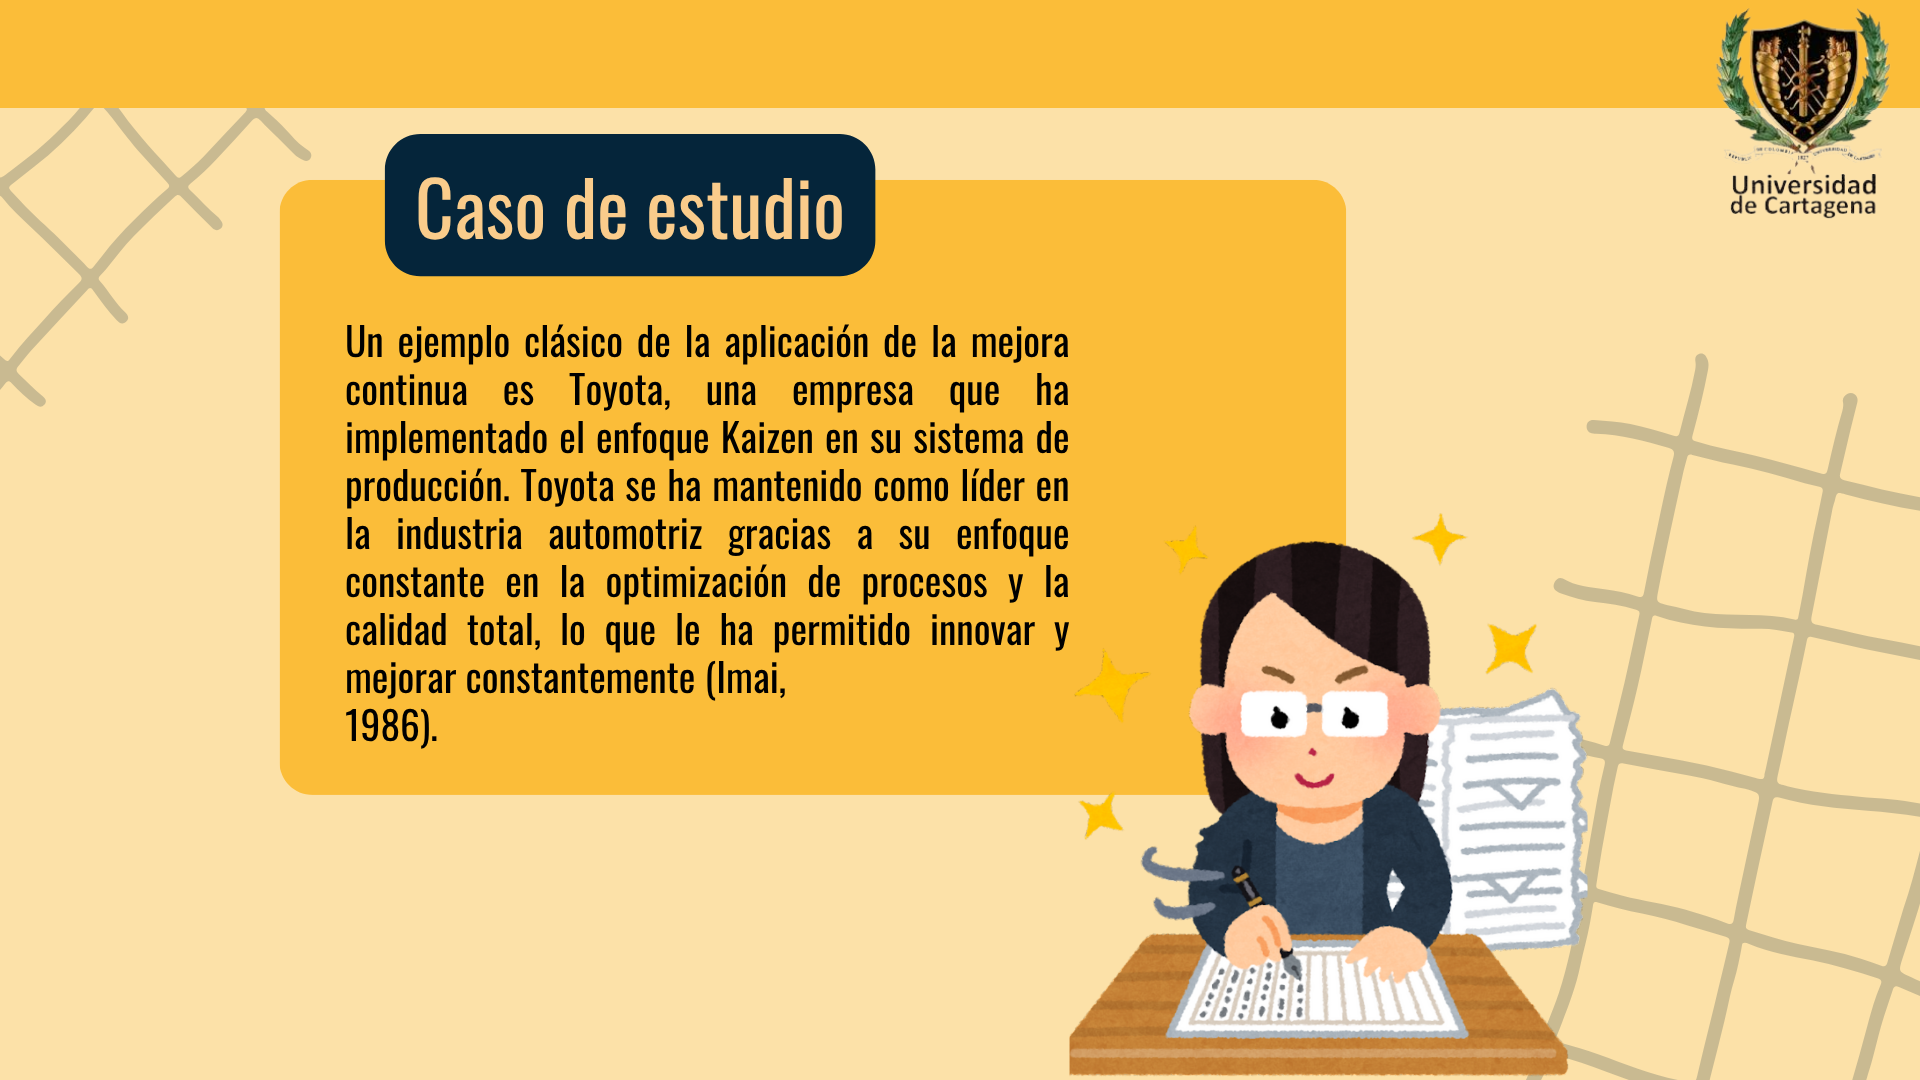 Universidad
de Cartagena
Caso de estudio
Un ejemplo clásico de la aplicación de la mejora
continua es Toyota, una empresa que ha
implementado el enfoque Kaizen en su sistema de
producción. Toyota se ha mantenido como líder en
la industria automotriz gracias a su enfoque
constante en la optimización de procesos y la
calidad total, lo que le ha permitido innovar y
mejorar constantemente (Imai,
1986).